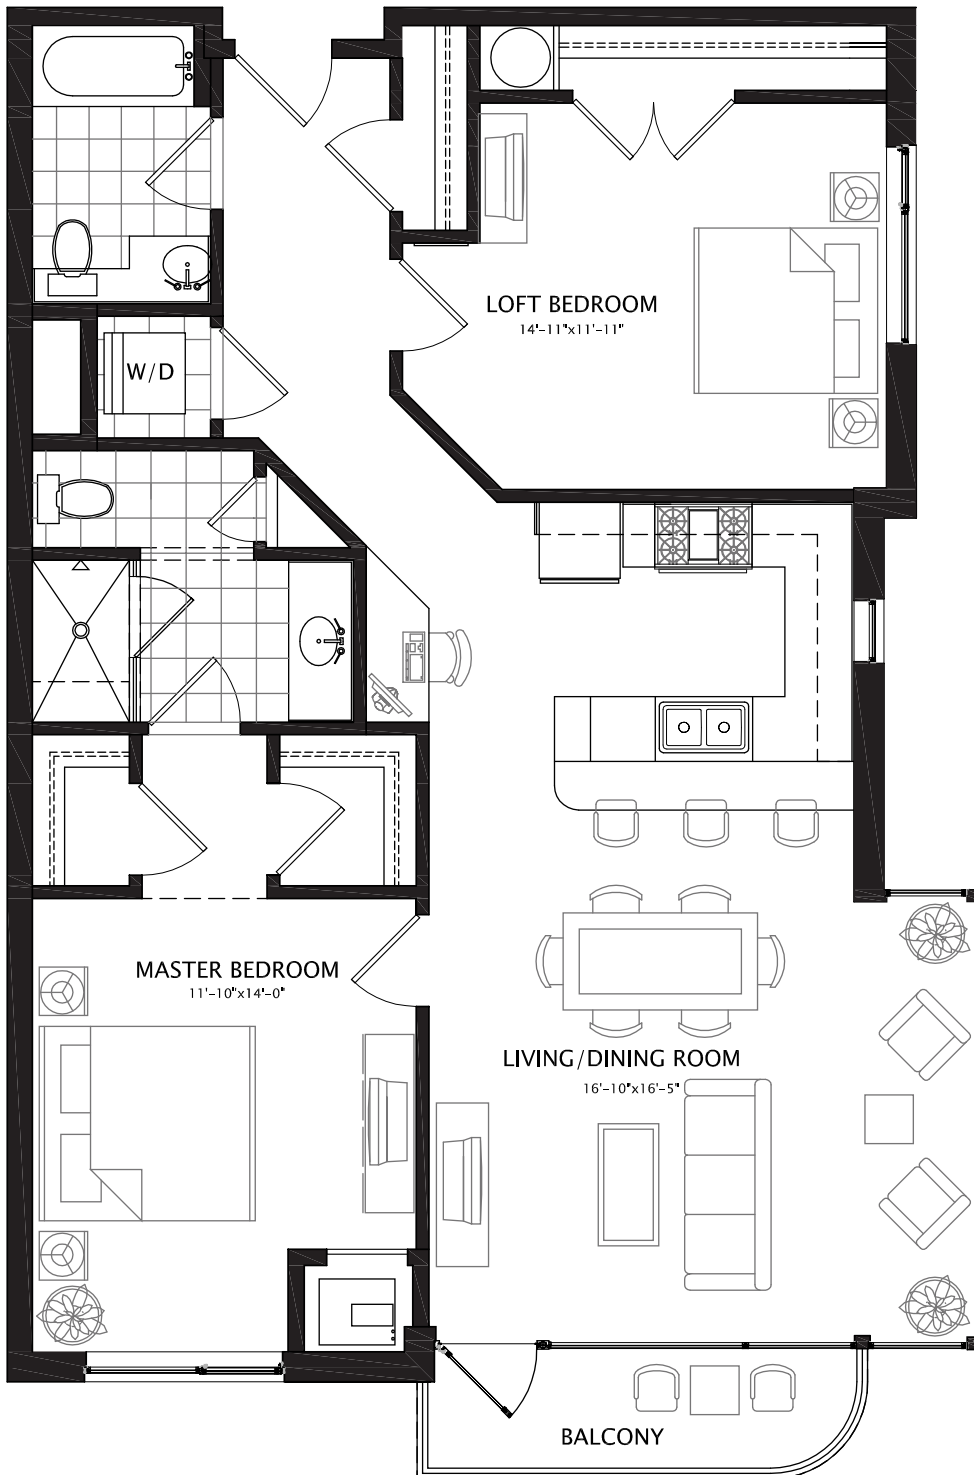 LOFT BEDROOM
14'-11"x11'-11"
W/D
MASTER BEDROOM
11'-10"x14'-0"
LIVING/DINING ROOM
16'-10"x16'-5"
BALCONY